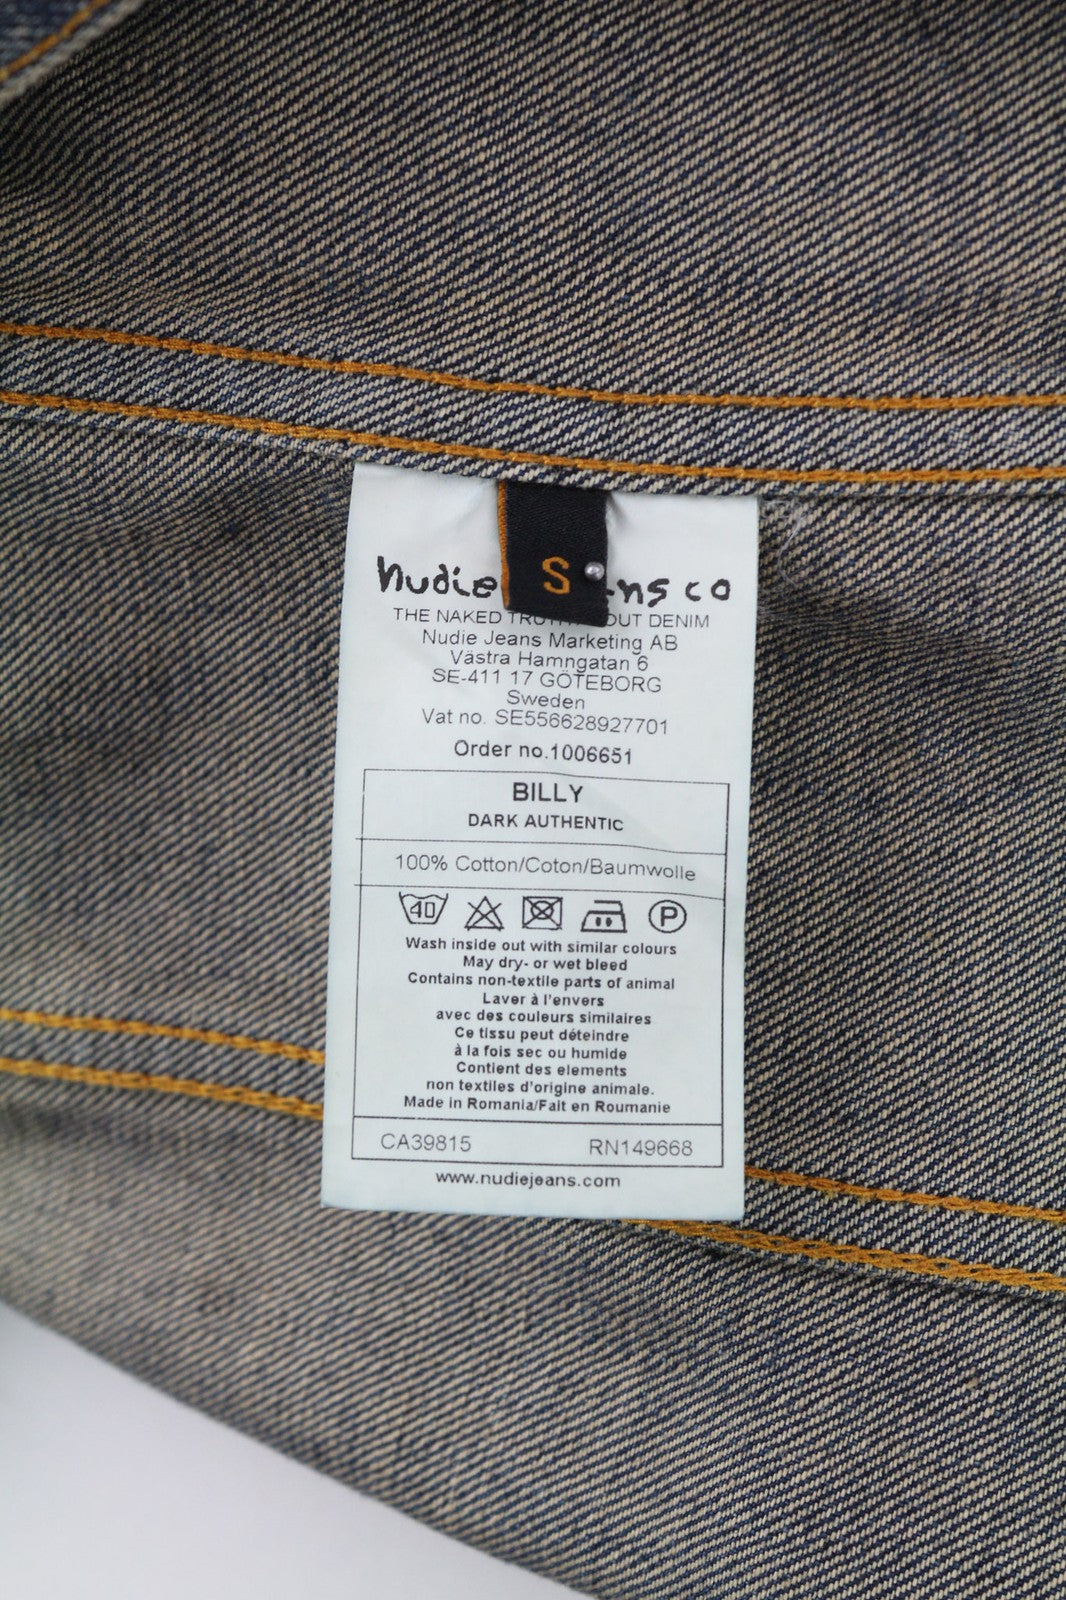 nudie
S
ns co
THE NAKED OUT DENIM
Nudie Jeans Marketing AB
Västra Hamngatan 6
SE-411 17 GÖTEBORG
Sweden
Vat no. SE556628927701
Order no.1006651
BILLY
DARK AUTHENTIC
100% Cotton/Coton/Baumwolle
40 P
Wash inside out with similar colours
May dry- or wet bleed
Contains non-textile parts of animal
Laver à l'envers
avec des couleurs similaires
Ce tissu peut déteindre
à la fois sec ou humide
Contient des elements
non textiles d'origine animale.
Made in Romania/Fait en Roumanie
CA39815 RN149668
www.nudiejeans.com